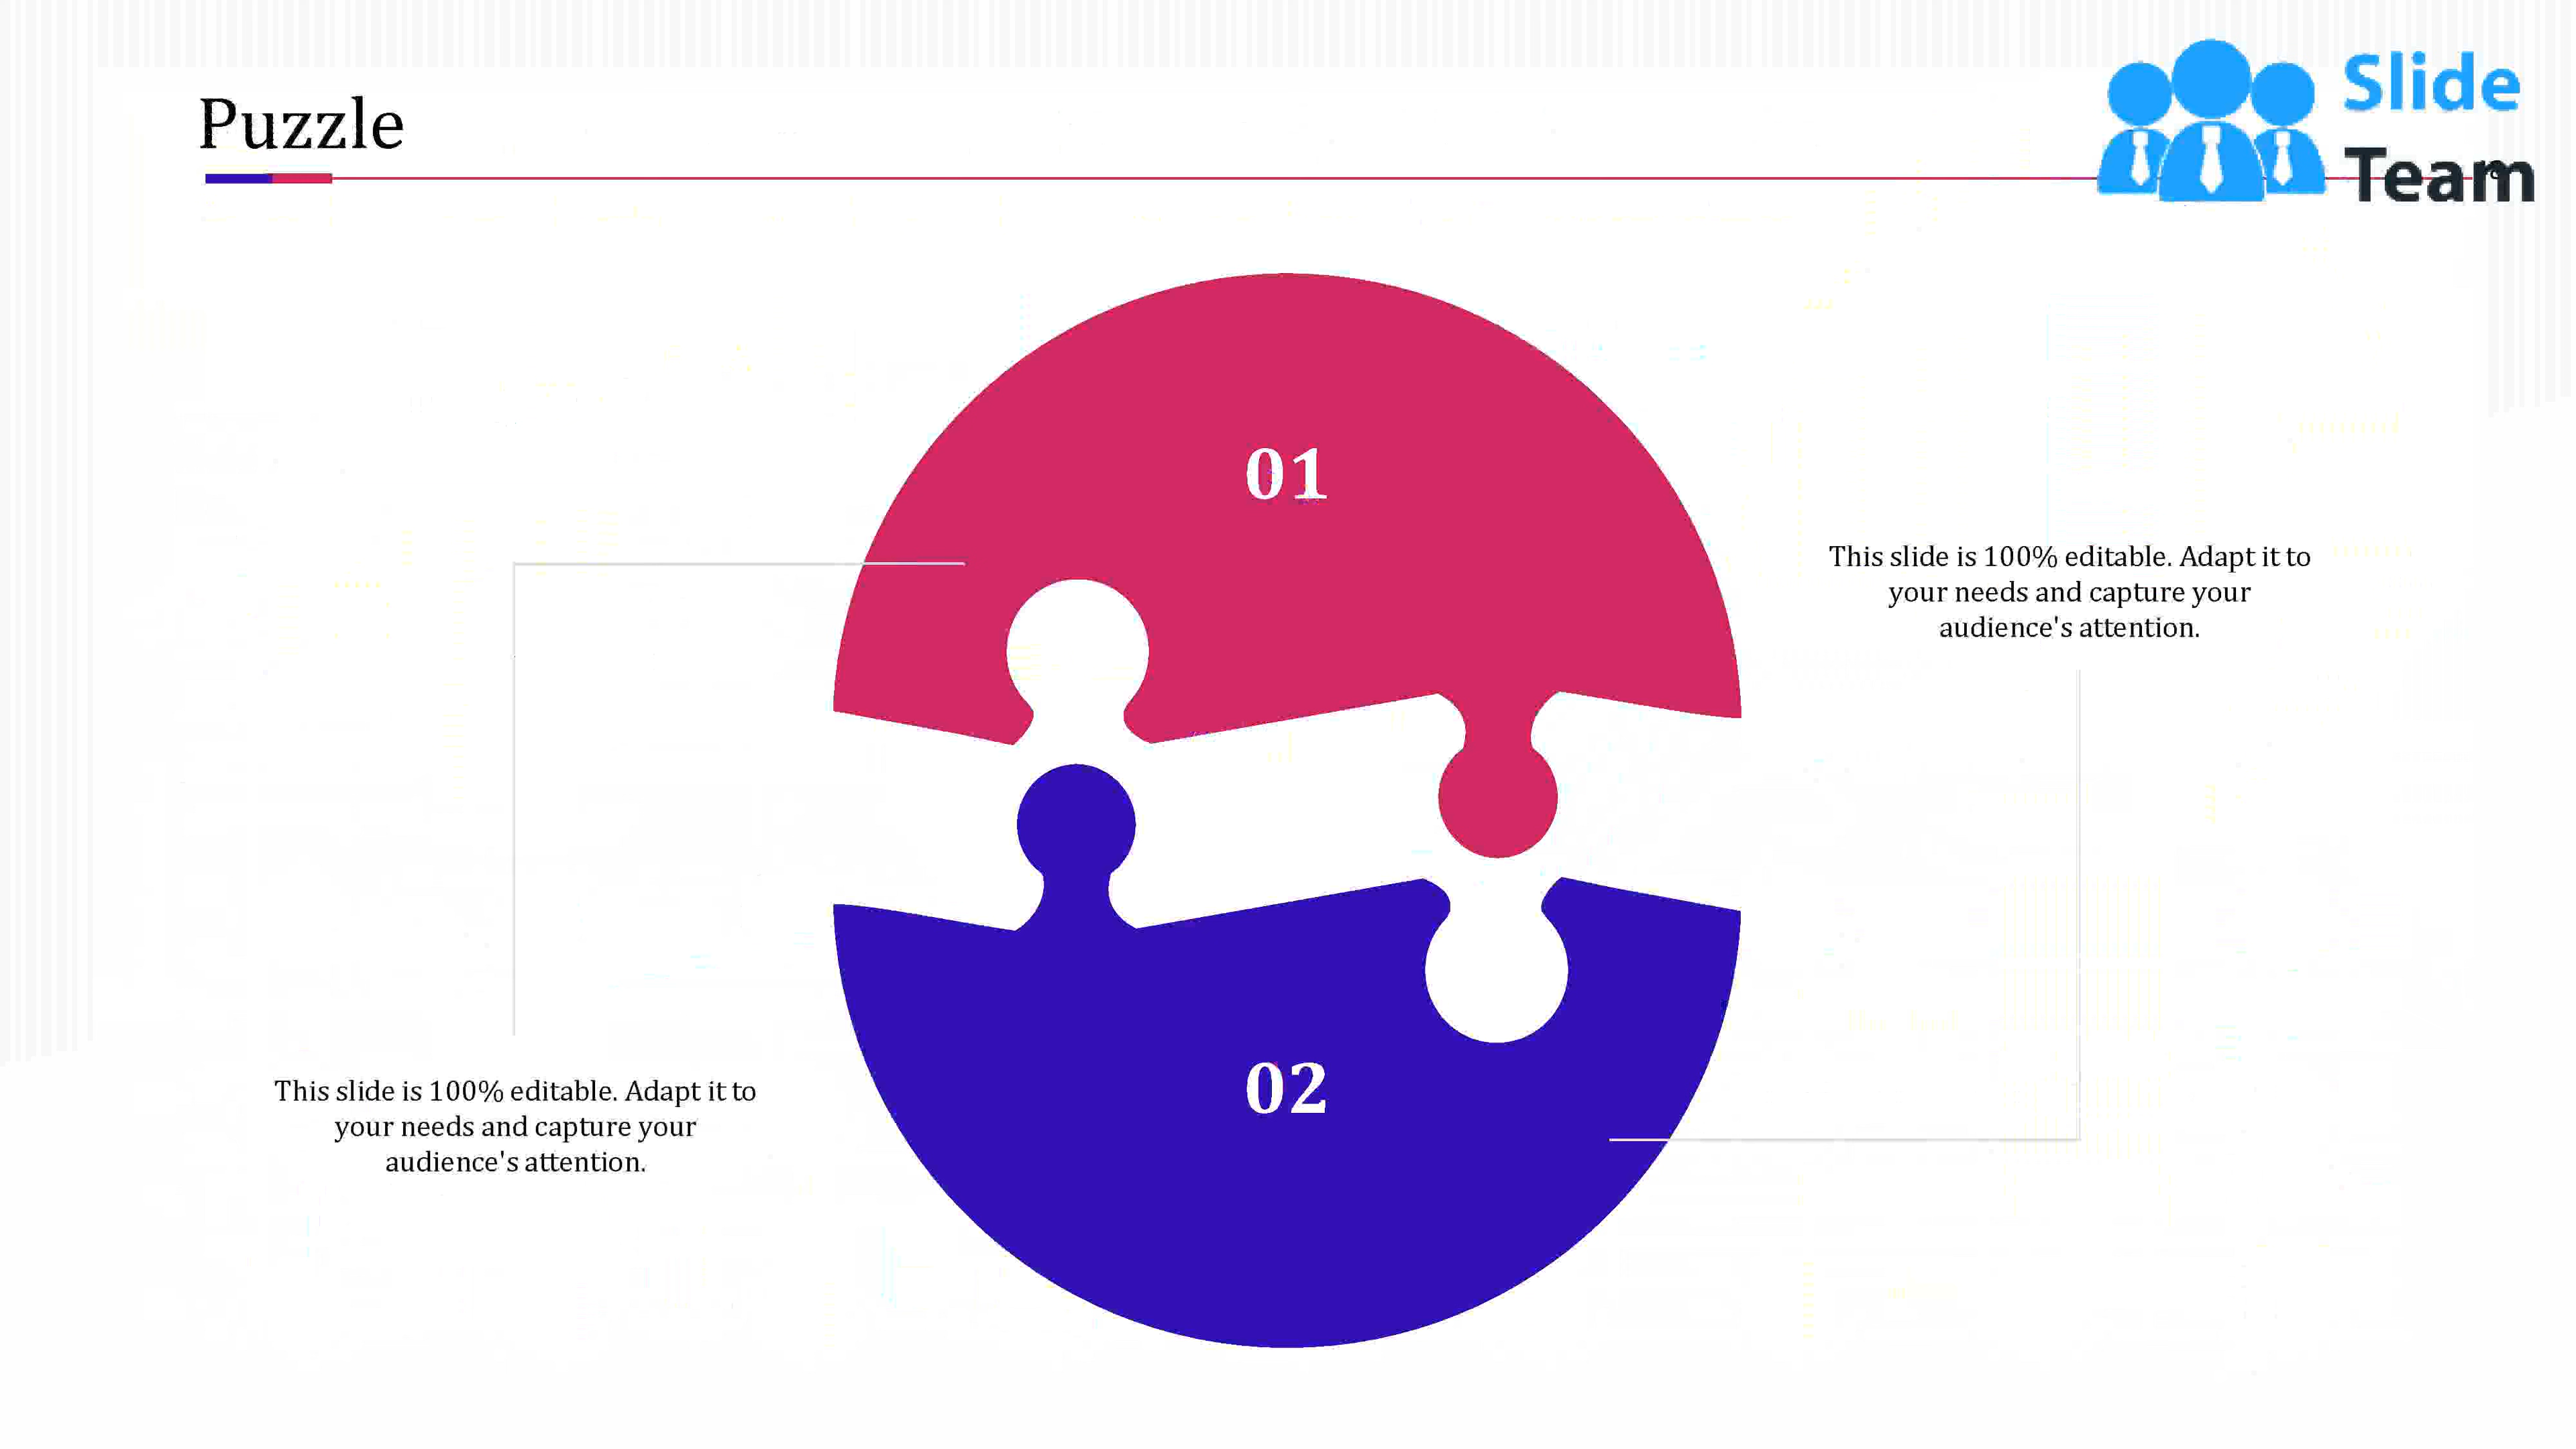 Puzzle
Slide
Team
01
This slide is 100% editable. Adapt it to
your needs and capture your
audience's attention.
02
This slide is 100% editable. Adapt it to
your needs and capture your
audience's attention.